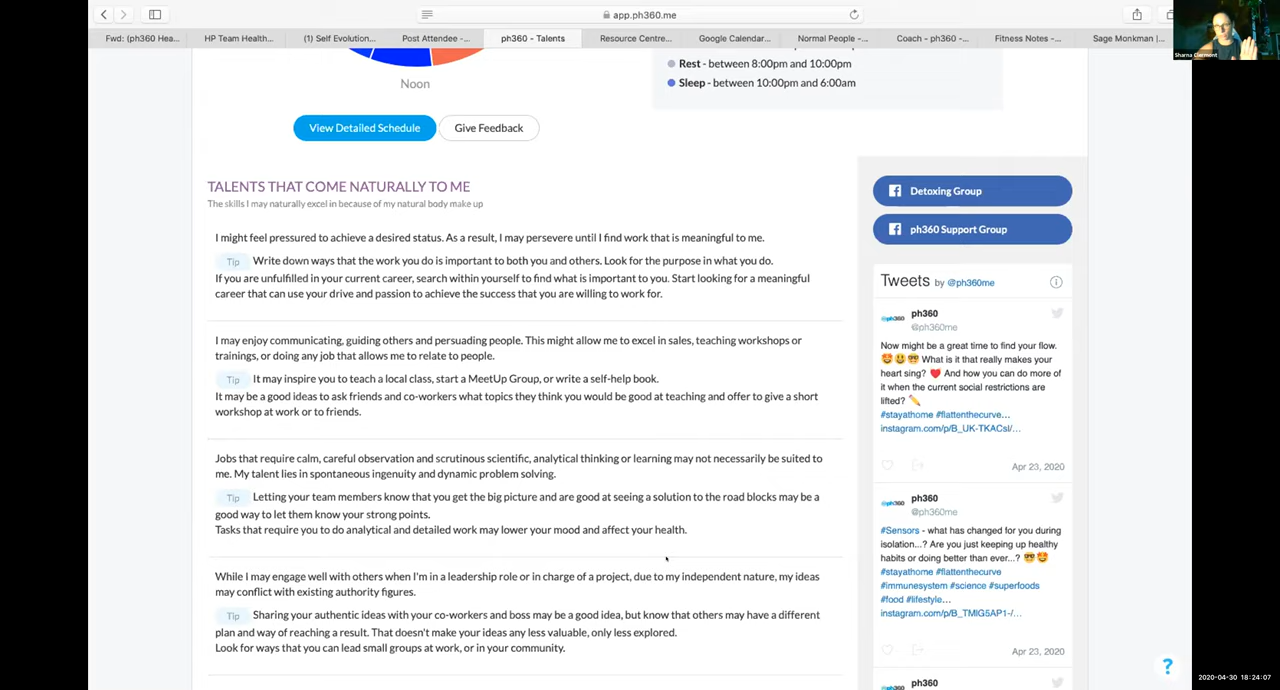 app.ph360.me
Fwd: (ph360 Hea...
HP Team Health...
(1) Self Evolution...
Post Attendee -...
ph360 - Talents
Resource Centre...
Google Calendar...
Normal People -...
Coach - ph360 -...
Fitness Notes -...
Sage Monkman |...
Sharna Clermont
Noon
Rest - between 8:00pm and 10:00pm
Sleep - between 10:00pm and 6:00am
View Detailed Schedule
Give Feedback
TALENTS THAT COME NATURALLY TO ME
The skills I may naturally excel in because of my natural body make up
I might feel pressured to achieve a desired status. As a result, I may persevere until I find work that is meaningful to me.
Tip Write down ways that the work you do is important to both you and others. Look for the purpose in what you do.
If you are unfulfilled in your current career, search within yourself to find what is important to you. Start looking for a meaningful
career that can use your drive and passion to achieve the success that you are willing to work for.
I may enjoy communicating, guiding others and persuading people. This might allow me to excel in sales, teaching workshops or
trainings, or doing any job that allows me to relate to people.
Tip It may inspire you to teach a local class, start a MeetUp Group, or write a self-help book.
It may be a good ideas to ask friends and co-workers what topics they think you would be good at teaching and offer to give a short
workshop at work or to friends.
Jobs that require calm, careful observation and scrutinous scientific, analytical thinking or learning may not necessarily be suited to
me. My talent lies in spontaneous ingenuity and dynamic problem solving.
Tip Letting your team members know that you get the big picture and are good at seeing a solution to the road blocks may be a
good way to let them know your strong points.
Tasks that require you to do analytical and detailed work may lower your mood and affect your health.
While I may engage well with others when I'm in a leadership role or in charge of a project, due to my independent nature, my ideas
may conflict with existing authority figures.
Tip Sharing your authentic ideas with your co-workers and boss may be a good idea, but know that others may have a different
plan and way of reaching a result. That doesn't make your ideas any less valuable, only less explored.
Look for ways that you can lead small groups at work, or in your community.
Detoxing Group
ph360 Support Group
Tweets by @ph360me
ph360
@ph360me
Now might be a great time to find your flow.
What is it that really makes your
heart sing? And how you can do more of
it when the current social restrictions are
lifted?
#stayathome #flattenthecurve...
instagram.com/p/B_UK-TKACsl/...
Apr 23, 2020
ph360
@ph360me
#Sensors - what has changed for you during
isolation...? Are you just keeping up healthy
habits or doing better than ever...?
#stayathome #flattenthecurve
#immunesystem #science #superfoods
#food #lifestyle...
instagram.com/p/B_TMIG5AP1-/...
Apr 23, 2020
ph360
?
2020-04-30 18:24:07